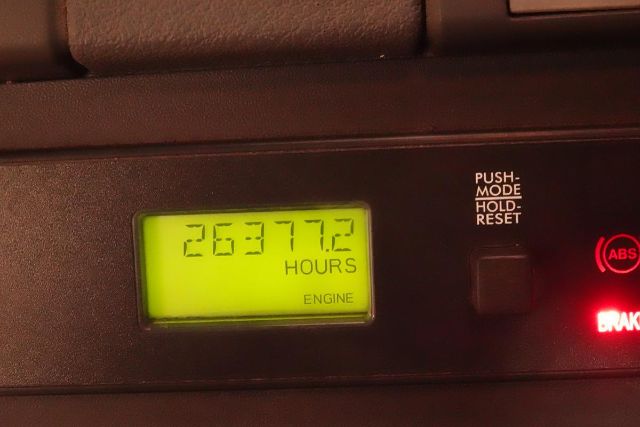 26377.2
HOURS
ENGINE
PUSH-
MODE
HOLD-
RESET
ABS
BRAK